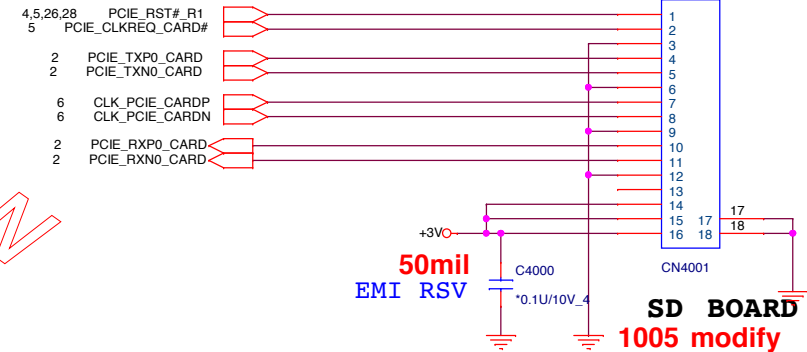 4,5,26,28 PCIE_RST#_R1 1
5 PCIE_CLKREQ_CARD# 2
3
2 PCIE_TXP0_CARD 4
2 PCIE_TXN0_CARD 5
6
6 CLK_PCIE_CARDP 7
6 CLK_PCIE_CARDN 8
9
2 PCIE_RXP0_CARD 10
2 PCIE_RXN0_CARD 11
12
13
14
15 17 17
+3V 16 18 18
50mil
EMI RSV
C4000
*0.1U/10V_4
CN4001
SD BOARD
1005 modify